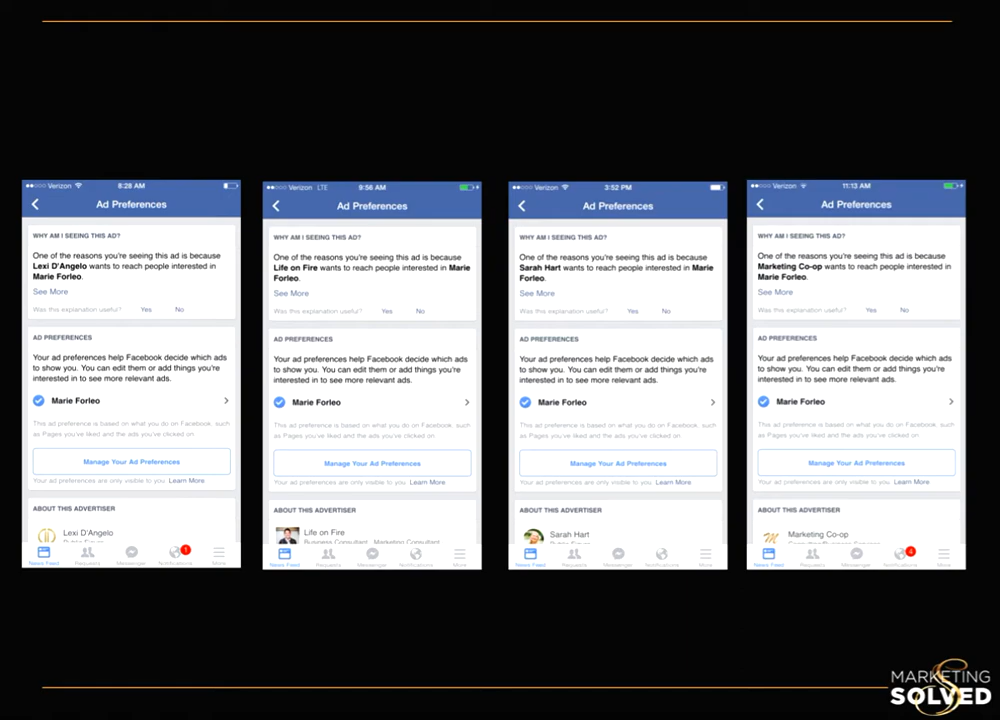 Verizon 8:28 AM
Ad Preferences
WHY AM I SEEING THIS AD?
One of the reasons you're seeing this ad is because
Lexi D'Angelo wants to reach people interested in
Marie Forleo.
See More
Was this explanation useful? Yes No
AD PREFERENCES
Your ad preferences help Facebook decide which ads
to show you. You can edit them or add things you're
interested in to see more relevant ads.
Marie Forleo
This ad preference is based on what you do on Facebook, such
as Pages you've liked and the ads you've clicked on
Manage Your Ad Preferences
Your ad preferences are only visible to you. Learn More
ABOUT THIS ADVERTISER
Lexi D'Angelo
Public Figure
1
News Feed Requests Messenger Notifications More
Verizon LTE 9:56 AM
Ad Preferences
WHY AM I SEEING THIS AD?
One of the reasons you're seeing this ad is because
Life on Fire wants to reach people interested in Marie
Forleo.
See More
Was this explanation useful? Yes No
AD PREFERENCES
Your ad preferences help Facebook decide which ads
to show you. You can edit them or add things you're
interested in to see more relevant ads.
Marie Forleo
This ad preference is based on what you do on Facebook, such
as Pages you've liked and the ads you've clicked on
Manage Your Ad Preferences
Your ad preferences are only visible to you. Learn More
ABOUT THIS ADVERTISER
Life on Fire
Business Consultant Marketing Consultant
News Feed Requests Messenger Notifications More
Verizon 3:52 PM
Ad Preferences
WHY AM I SEEING THIS AD?
One of the reasons you're seeing this ad is because
Sarah Hart wants to reach people interested in Marie
Forleo.
See More
Was this explanation useful? Yes No
AD PREFERENCES
Your ad preferences help Facebook decide which ads
to show you. You can edit them or add things you're
interested in to see more relevant ads.
Marie Forleo
This ad preference is based on what you do on Facebook, such
as Pages you've liked and the ads you've clicked on
Manage Your Ad Preferences
Your ad preferences are only visible to you. Learn More
ABOUT THIS ADVERTISER
Sarah Hart
Public Figure
News Feed Requests Messenger Notifications More
Verizon 11:13 AM
Ad Preferences
WHY AM I SEEING THIS AD?
One of the reasons you're seeing this ad is because
Marketing Co-op wants to reach people interested in
Marie Forleo.
See More
Was this explanation useful? Yes No
AD PREFERENCES
Your ad preferences help Facebook decide which ads
to show you. You can edit them or add things you're
interested in to see more relevant ads.
Marie Forleo
This ad preference is based on what you do on Facebook, such
as Pages you've liked and the ads you've clicked on
Manage Your Ad Preferences
Your ad preferences are only visible to you. Learn More
ABOUT THIS ADVERTISER
Marketing Co-op
4
News Feed Requests Messenger Notifications More
MARKETING
SOLVED